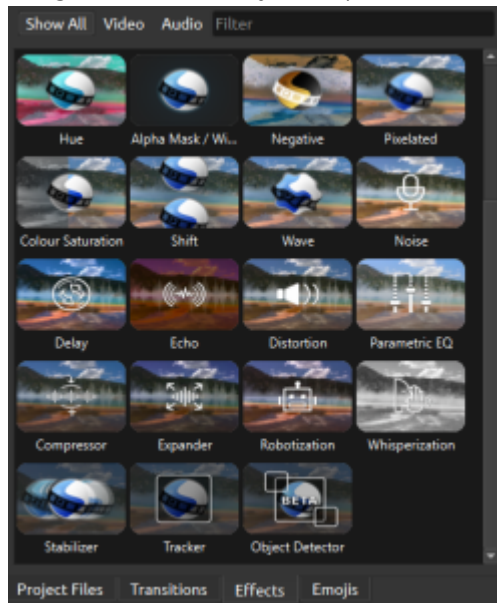 Show All Video Audio Filter
Hue Alpha Mask / Wi... Negative Pixelated
Colour Saturation Shift Wave Noise
Delay Echo Distortion Parametric EQ
Compressor Expander Robotization Whisperization
BETA
Stabilizer Tracker Object Detector
Project Files Transitions Effects Emojis